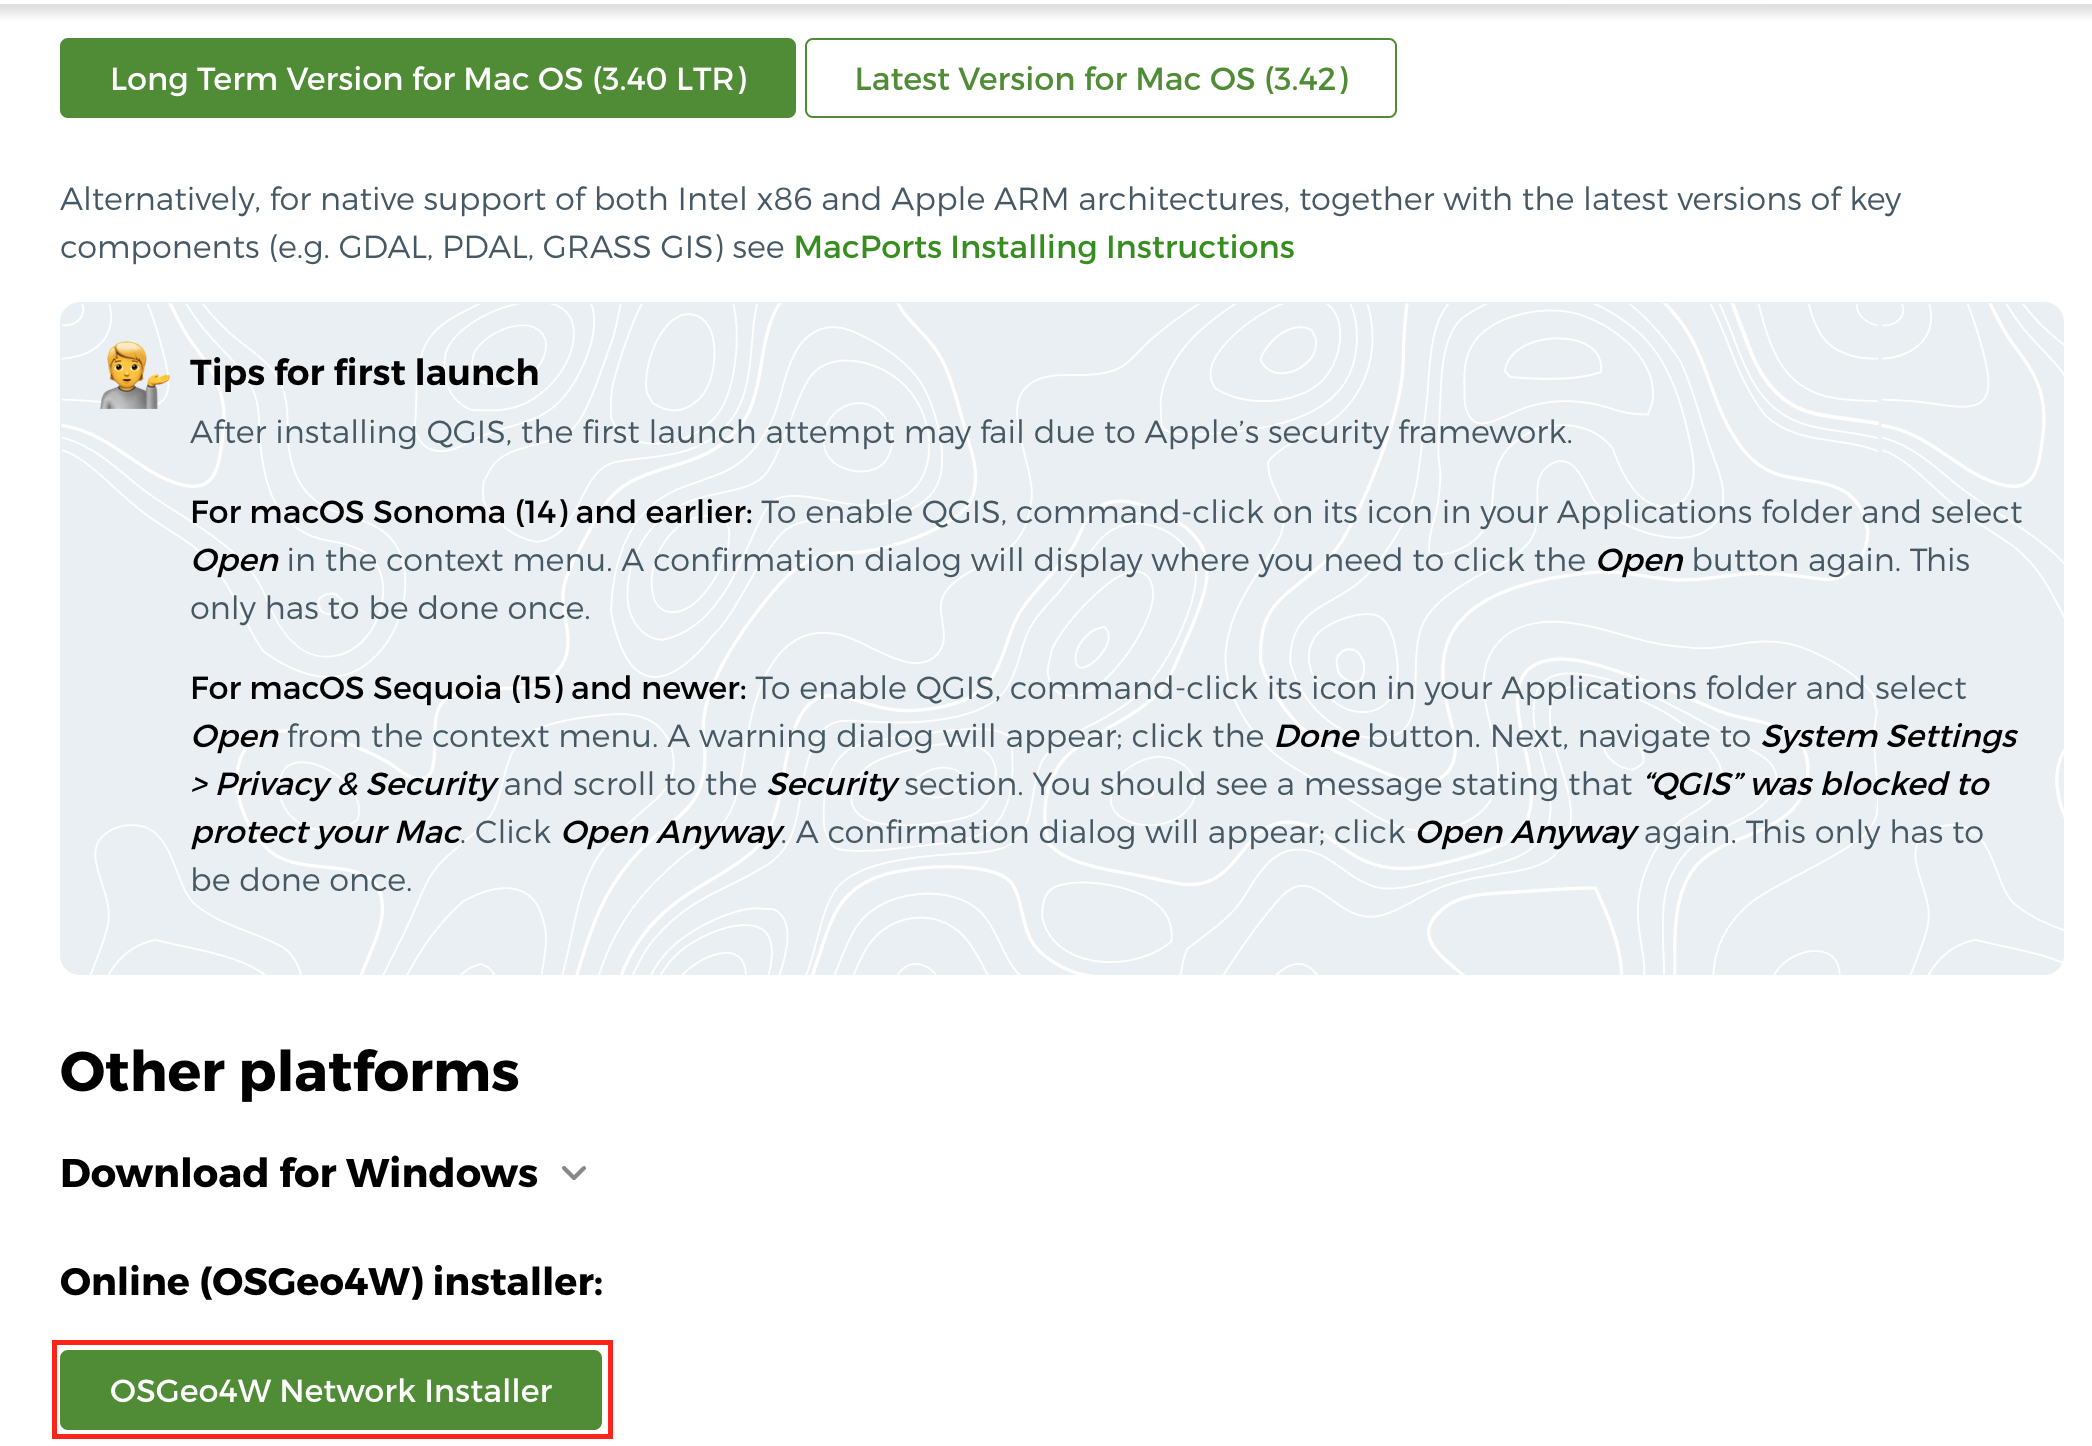 Long Term Version for Mac OS (3.40 LTR)
Latest Version for Mac OS (3.42)
Alternatively, for native support of both Intel x86 and Apple ARM architectures, together with the latest versions of key
components (e.g. GDAL, PDAL, GRASS GIS) see MacPorts Installing Instructions
Tips for first launch
After installing QGIS, the first launch attempt may fail due to Apple’s security framework.
For macOS Sonoma (14) and earlier: To enable QGIS, command-click on its icon in your Applications folder and select
Open in the context menu. A confirmation dialog will display where you need to click the Open button again. This
only has to be done once.
For macOS Sequoia (15) and newer: To enable QGIS, command-click its icon in your Applications folder and select
Open from the context menu. A warning dialog will appear; click the Done button. Next, navigate to System Settings
> Privacy & Security and scroll to the Security section. You should see a message stating that “QGIS” was blocked to
protect your Mac. Click Open Anyway. A confirmation dialog will appear; click Open Anyway again. This only has to
be done once.
Other platforms
Download for Windows
Online (OSGeo4W) installer:
OSGeo4W Network Installer